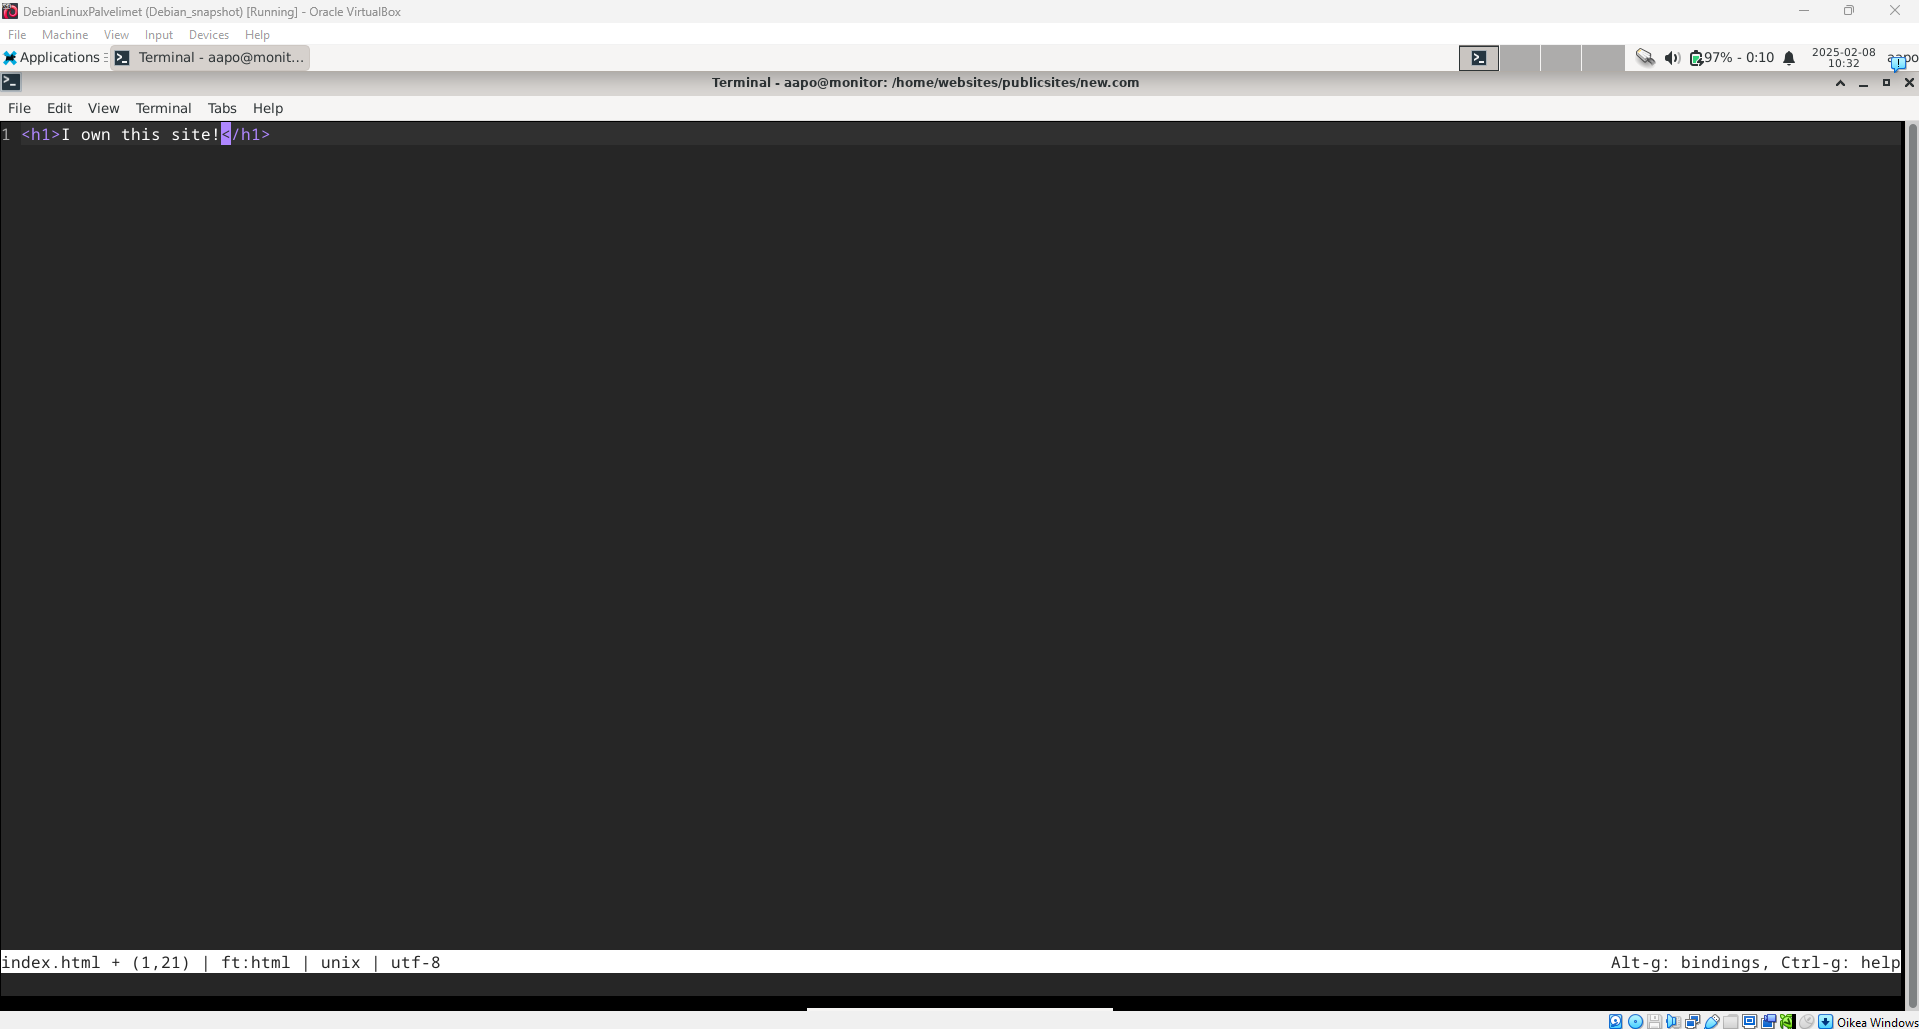 DebianLinuxPalvelimet (Debian_snapshot) [Running] - Oracle VirtualBox
File Machine View Input Devices Help
Applications Terminal - aapo@monit... 97% - 0:10 2025-02-08 10:32 aapo
Terminal - aapo@monitor: /home/websites/publicsites/new.com
File Edit View Terminal Tabs Help
1 <h1>I own this site!</h1>
index.html + (1,21) | ft:html | unix | utf-8 Alt-g: bindings, Ctrl-g: help
Oikea Windows